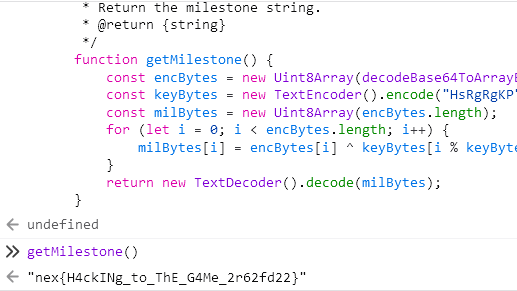 * Return the milestone string.
* @return {string}
*/
function getMilestone() {
const encBytes = new Uint8Array(decodeBase64ToArray
const keyBytes = new TextEncoder().encode("HsRgRgKP"
const milBytes = new Uint8Array(encBytes.length);
for (let i = 0; i < encBytes.length; i++) {
milBytes[i] = encBytes[i] ^ keyBytes[i % keyByte
}
return new TextDecoder().decode(milBytes);
}
undefined
getMilestone()
"nex{H4ckINg_to_ThE_G4Me_2r62fd22}"